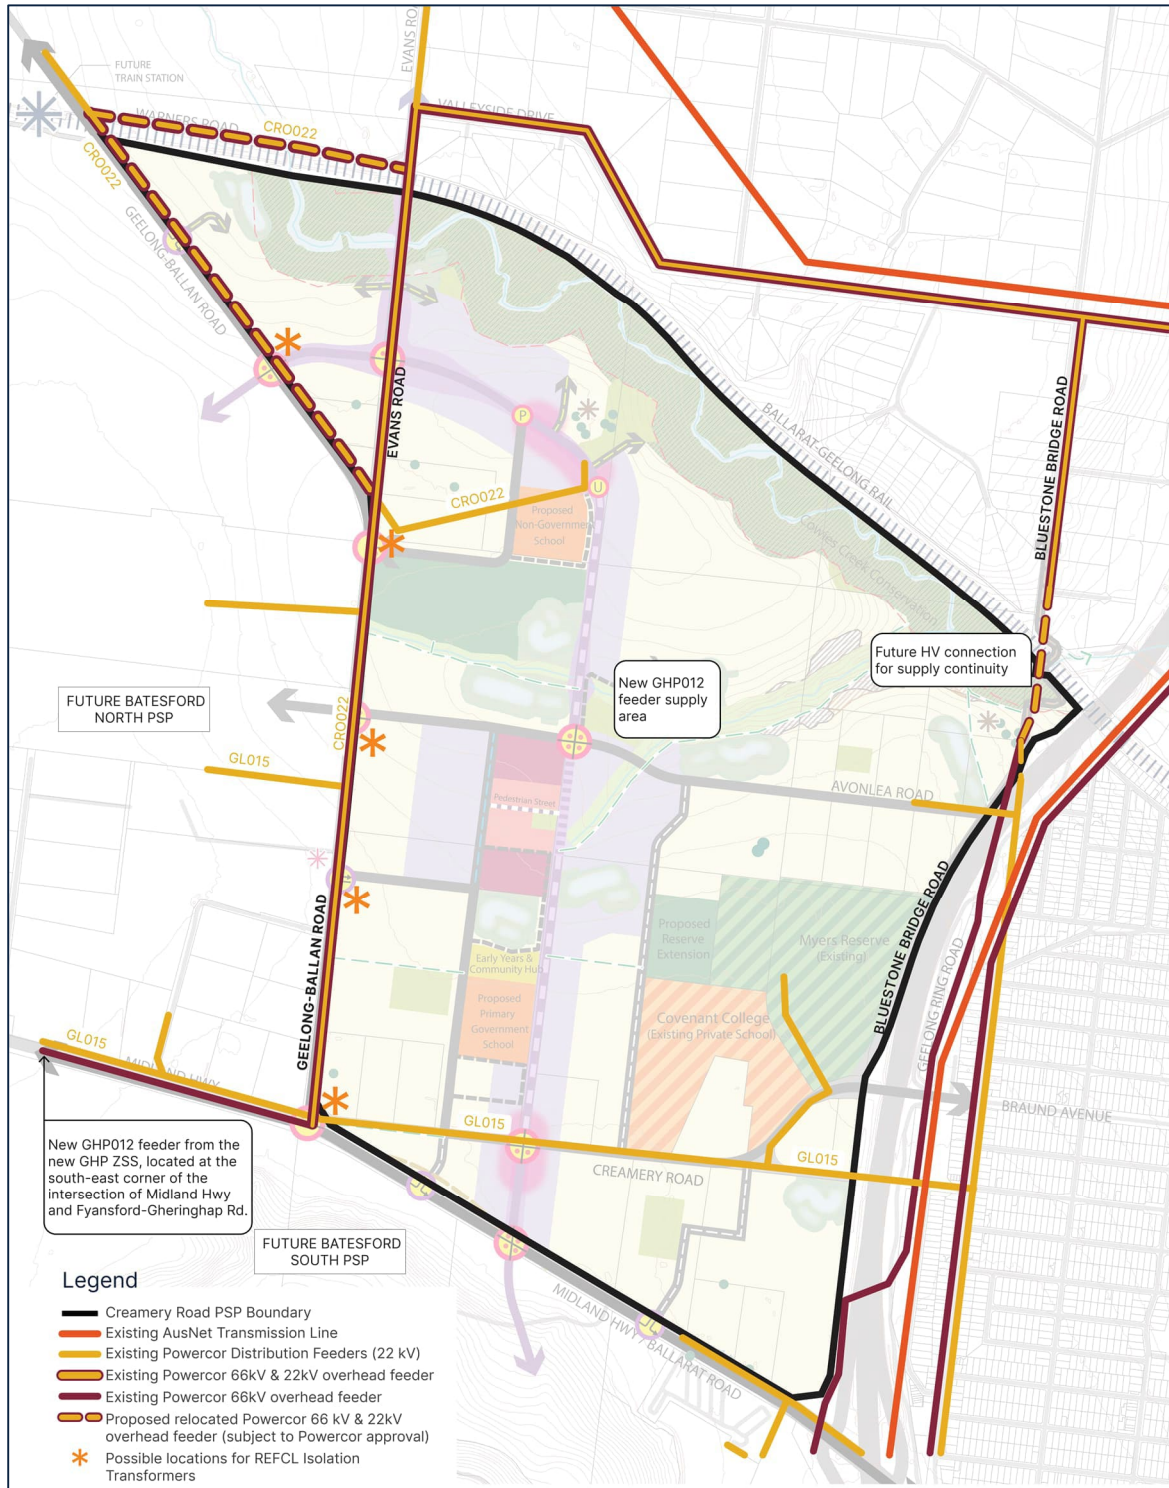 EVANS ROAD
FUTURE
TRAIN STATION
WARNERS ROAD
CRO022
VALLEYSIDE DRIVE
CRO022
GEELONG-BALLAN ROAD
EVANS ROAD
BALLARAT-GEELONG RAIL
BLUESTONE BRIDGE ROAD
P
U
CRO022
Proposed
Non-Government
School
Cowies Creek Conservation
Future HV connection
for supply continuity
New GHP012
feeder supply
area
FUTURE BATESFORD
NORTH PSP
CRO022
GL015
AVONLEA ROAD
Pedestrian Street
BLUESTONE BRIDGE ROAD
GEELONG-BALLAN ROAD
Proposed
Reserve
Extension
Myers Reserve
(Existing)
Early Years &
Community Hub
Proposed
Primary
Government
School
Covenant College
(Existing Private School)
GEELONG RING ROAD
GL015
MIDLAND HWY
BRAUND AVENUE
GL015
GL015
CREAMERY ROAD
New GHP012 feeder from the
new GHP ZSS, located at the
south-east corner of the
intersection of Midland Hwy
and Fyansford-Gheringhap Rd.
FUTURE BATESFORD
SOUTH PSP
MIDLAND HWY / BALLARAT ROAD
Legend
Creamery Road PSP Boundary
Existing AusNet Transmission Line
Existing Powercor Distribution Feeders (22 kV)
Existing Powercor 66kV & 22kV overhead feeder
Existing Powercor 66kV overhead feeder
Proposed relocated Powercor 66 kV & 22kV
overhead feeder (subject to Powercor approval)
Possible locations for REFCL Isolation
Transformers